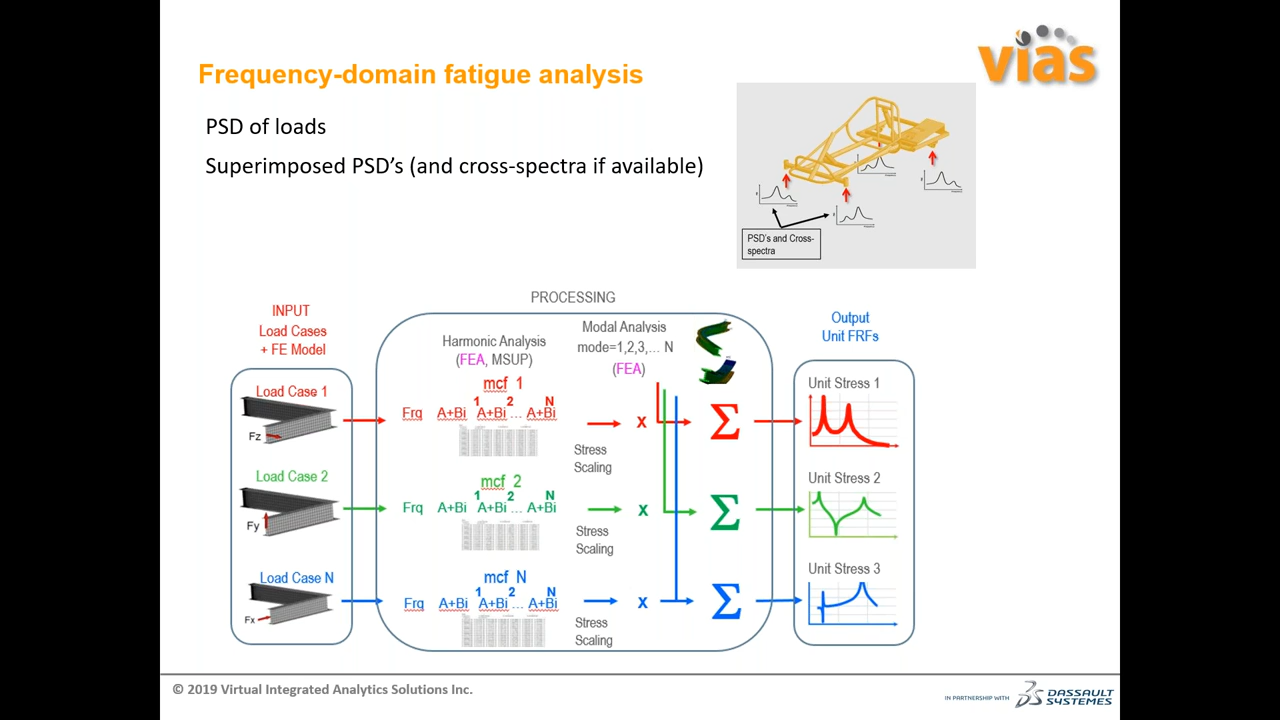 vias
Frequency-domain fatigue analysis
PSD of loads
Superimposed PSD's (and cross-spectra if available)
PSD's and Cross-
spectra
INPUT
Load Cases
+ FE Model
PROCESSING
Harmonic Analysis
(FEA, MSUP)
Modal Analysis
mode=1,2,3,... N
(FEA)
Output
Unit FRFs
Load Case 1
Fz
mcf 1
1 2 N
Frq A+Bi A+Bi ... A+Bi
Stress
Scaling
x
Σ
Unit Stress 1
Load Case 2
Fy
mcf 2
1 2 N
Frq A+Bi A+Bi ... A+Bi
Stress
Scaling
x
Σ
Unit Stress 2
Load Case N
Fx
mcf N
1 2 N
Frq A+Bi A+Bi ... A+Bi
Stress
Scaling
x
Σ
Unit Stress 3
© 2019 Virtual Integrated Analytics Solutions Inc.
IN PARTNERSHIP WITH
DASSAULT
SYSTEMES